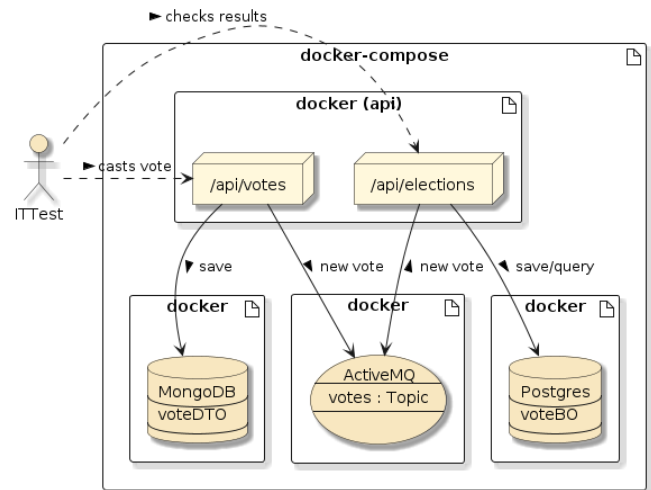 ► checks results
docker-compose
docker (api)
► casts vote
/api/votes
/api/elections
ITTest
► save
► new vote
► new vote
► save/query
docker
docker
docker
MongoDB
voteDTO
ActiveMQ
votes : Topic
Postgres
voteBO